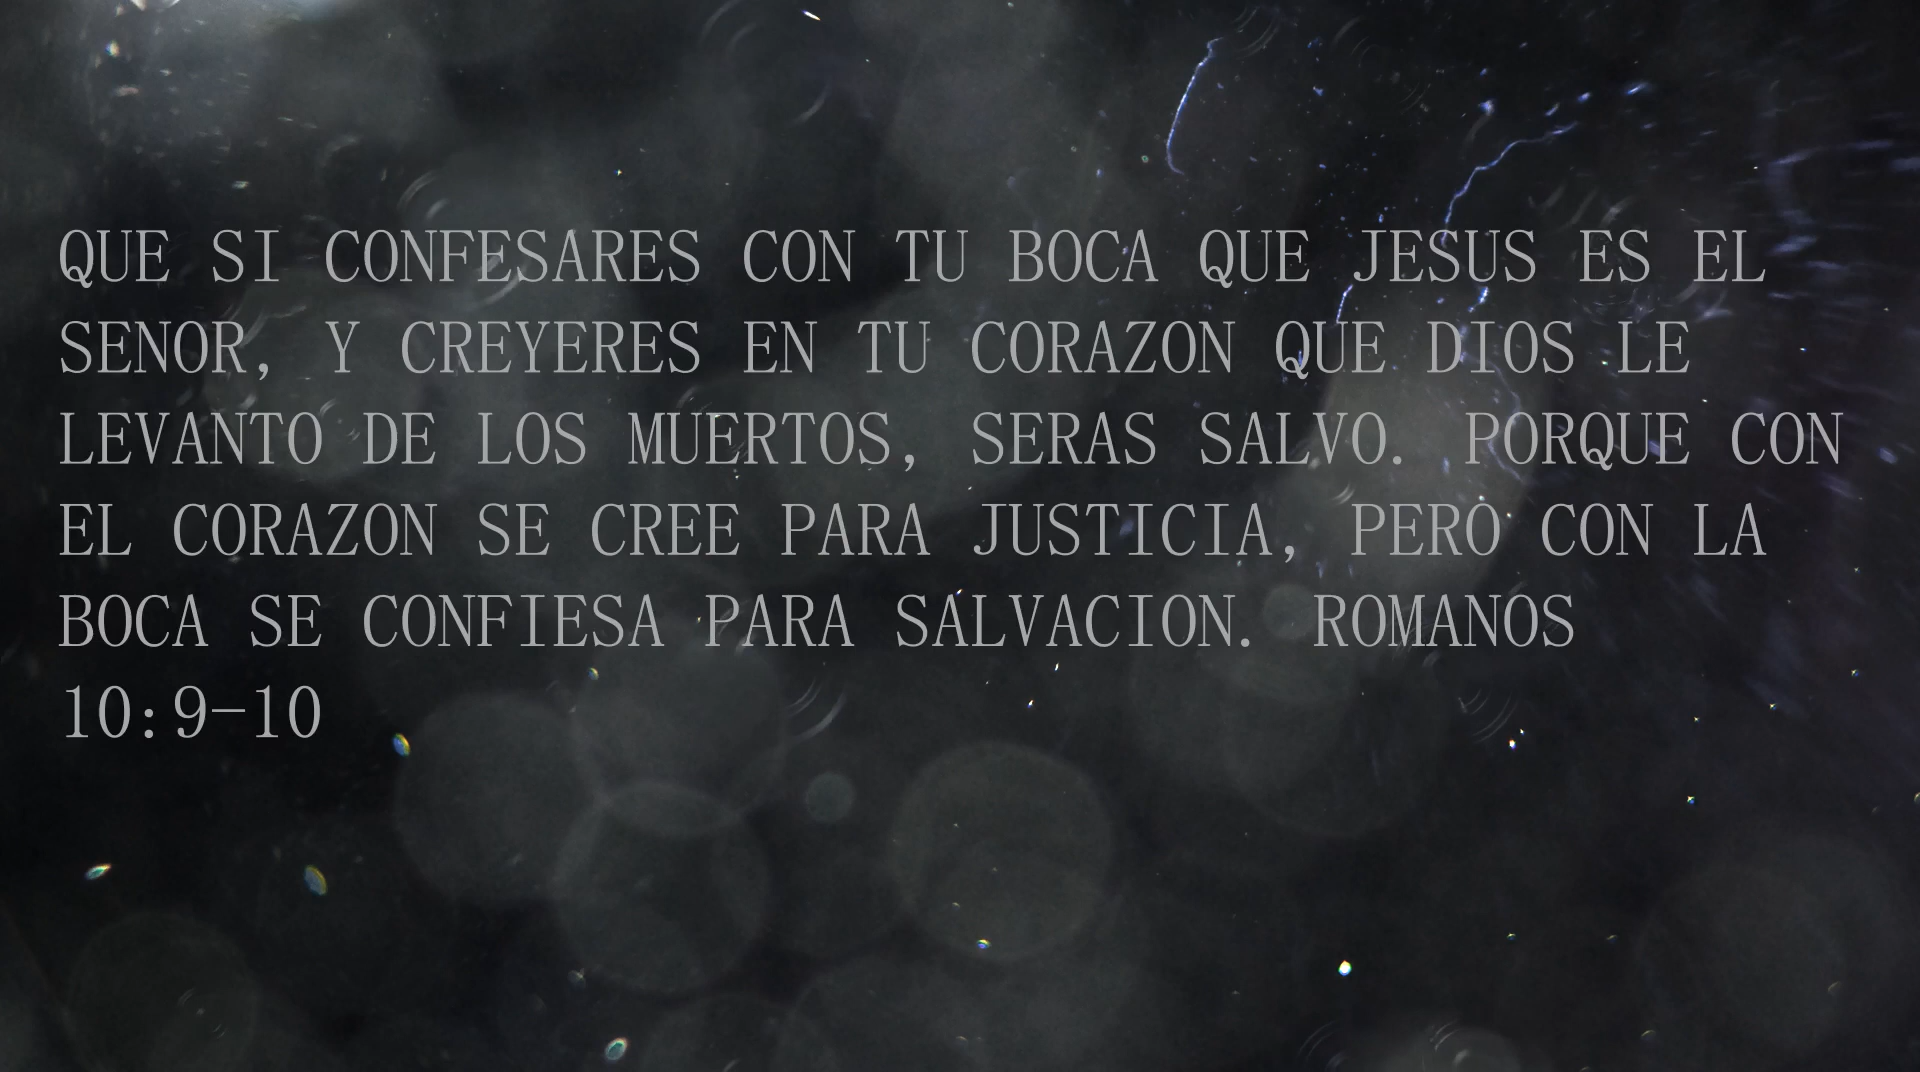 QUE SI CONFESARES CON TU BOCA QUE JESUS ES EL
SENOR, Y CREYERES EN TU CORAZON QUE DIOS LE
LEVANTO DE LOS MUERTOS, SERAS SALVO. PORQUE CON
EL CORAZON SE CREE PARA JUSTICIA, PERO CON LA
BOCA SE CONFIESA PARA SALVACION. ROMANOS
10:9-10